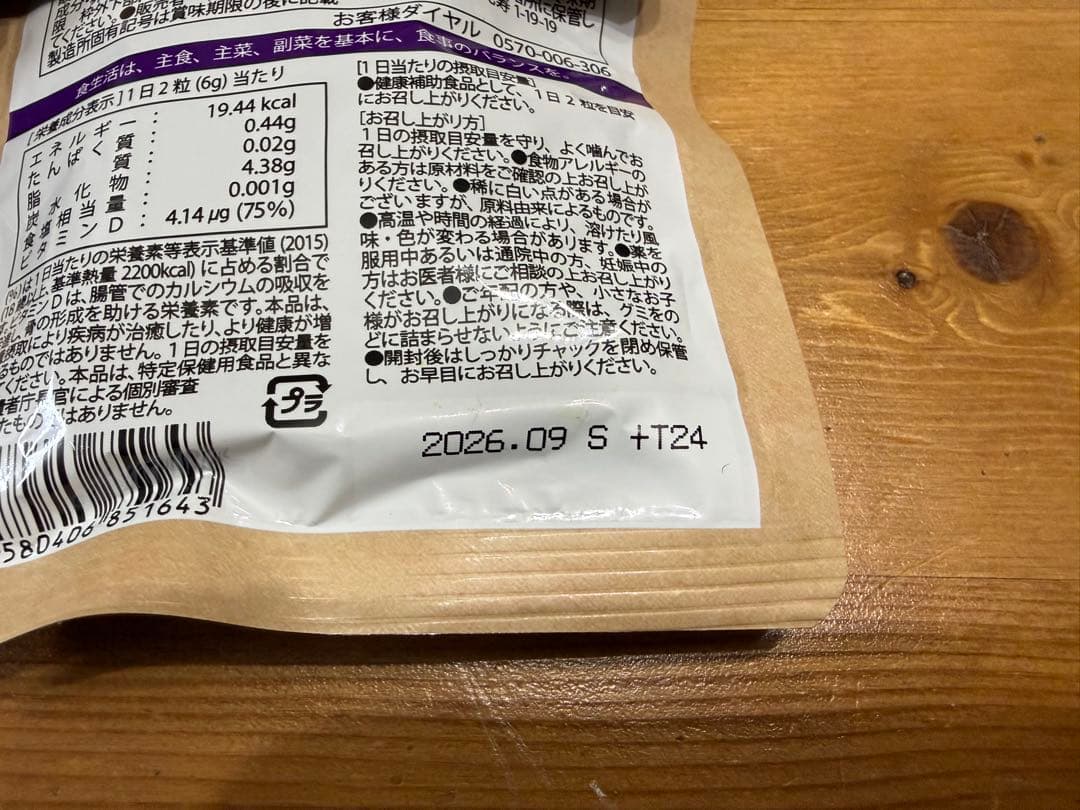 てください。●販売者
製造所固有記号は賞味期限の後に記載
所に保管し
寿 1-19-19
お客様ダイヤル 0570-006-306
食生活は、主食、主菜、副菜を基本に、食事のバランスを。
[栄養成分表示]1日2粒(6g)当たり
エネルギー : 19.44 kcal
たんぱく質 : 0.44g
脂質 : 0.02g
炭水化物 : 4.38g
食塩相当量 : 0.001g
ビタミンD : 4.14 μg (75%)
1日当たりの栄養素等表示基準値(2015)
基準熱量 2200kcal)に占める割合で
ビタミンDは、腸管でのカルシウムの吸収を
骨の形成を助ける栄養素です。本品は、
摂取により疾病が治癒したり、より健康が増
るものではありません。1日の摂取目安量を
ください。本品は、特定保健用食品と異な
費者庁長官による個別審査
たものではありません。
プラ
580406 851643
[1日当たりの摂取目安量]
●健康補助食品として、1日2粒を目安
にお召し上がりください。
[お召し上がり方]
1日の摂取目安量を守り、よく噛んでお
召し上がりください。●食物アレルギーの
ある方は原材料をご確認の上お召し上が
りください。●稀に白い点がある場合が
ございますが、原料由来によるものです。
●高温や時間の経過により、溶けたり風
味・色が変わる場合があります。●薬を
服用中あるいは通院中の方、妊娠中の
方はお医者様にご相談の上お召し上がり
ください。●ご年配の方や、小さなお子
様がお召し上がりになる際は、グミをの
どに詰まらせないようにご注意ください。
●開封後はしっかりチャックを閉め保管
し、お早目にお召し上がりください。
2026.09 S +T24